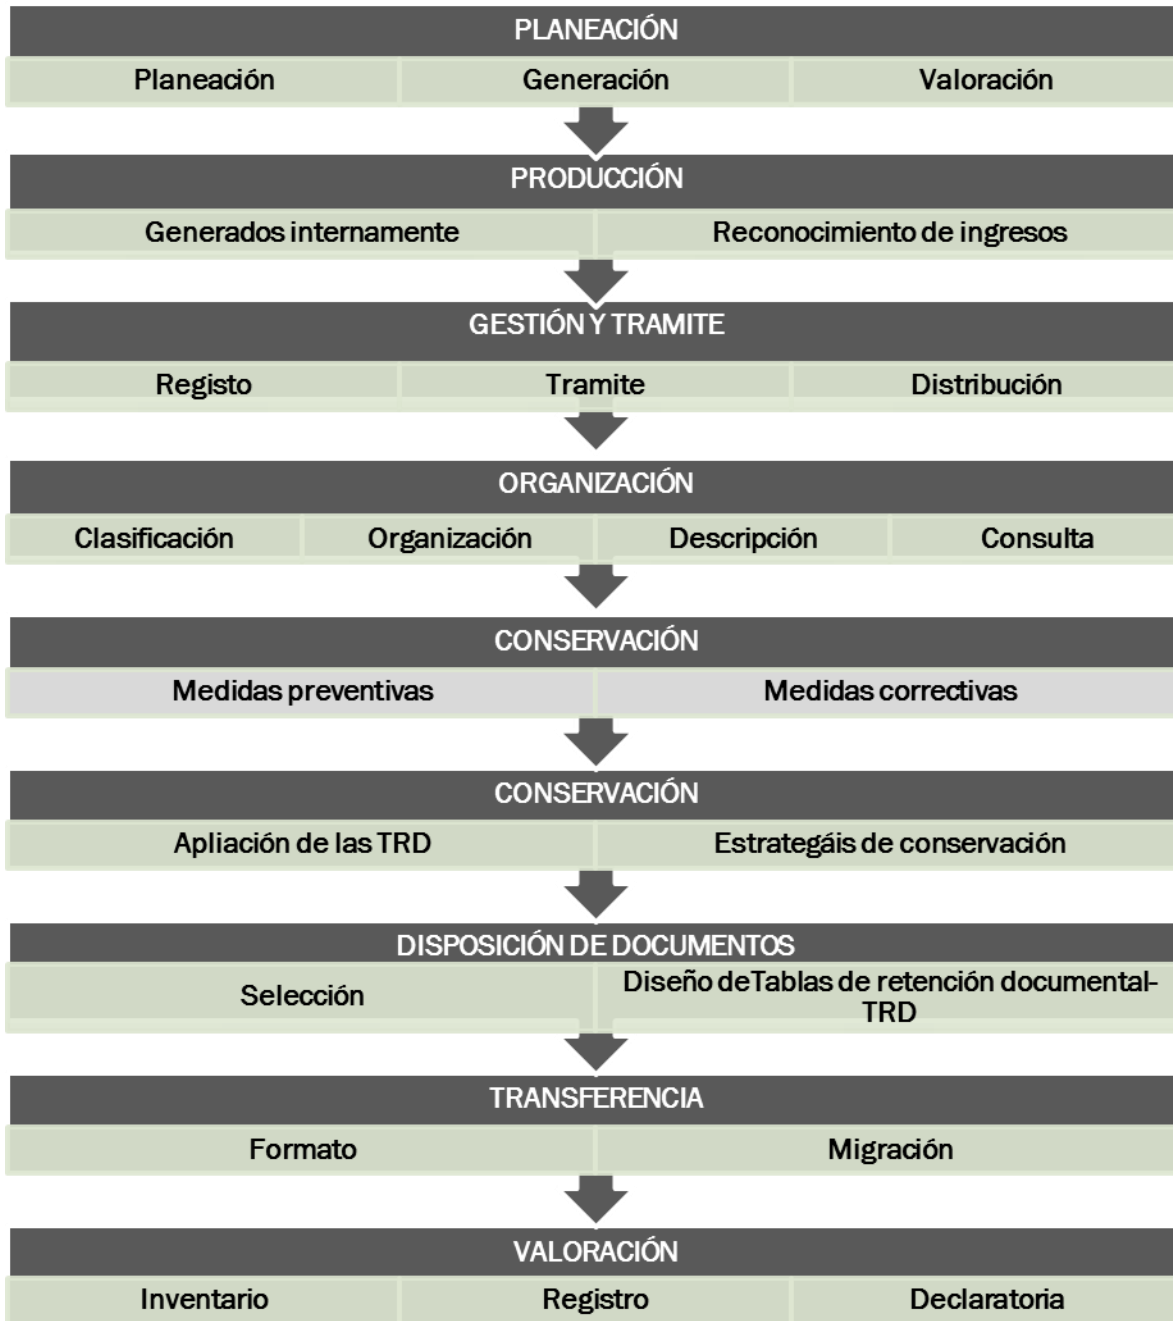 PLANEACIÓN
Planeación Generación Valoración
PRODUCCIÓN
Generados internamente Reconocimiento de ingresos
GESTIÓN Y TRAMITE
Registo Tramite Distribución
ORGANIZACIÓN
Clasificación Organización Descripción Consulta
CONSERVACIÓN
Medidas preventivas Medidas correctivas
CONSERVACIÓN
Apliación de las TRD Estrategáis de conservación
DISPOSICIÓN DE DOCUMENTOS
Selección Diseño deTablas de retención documental-
TRD
TRANSFERENCIA
Formato Migración
VALORACIÓN
Inventario Registro Declaratoria